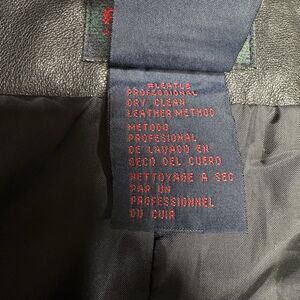 PROFESSIONAL
DRY CLEAN
LEATHER METHOD
METODO
PROFESIONAL
DE LAVADO EN
SECO DEL CUERO
NETTOYAGE A SEC
PAR UN
PROFESSIONNEL
DU CUIR